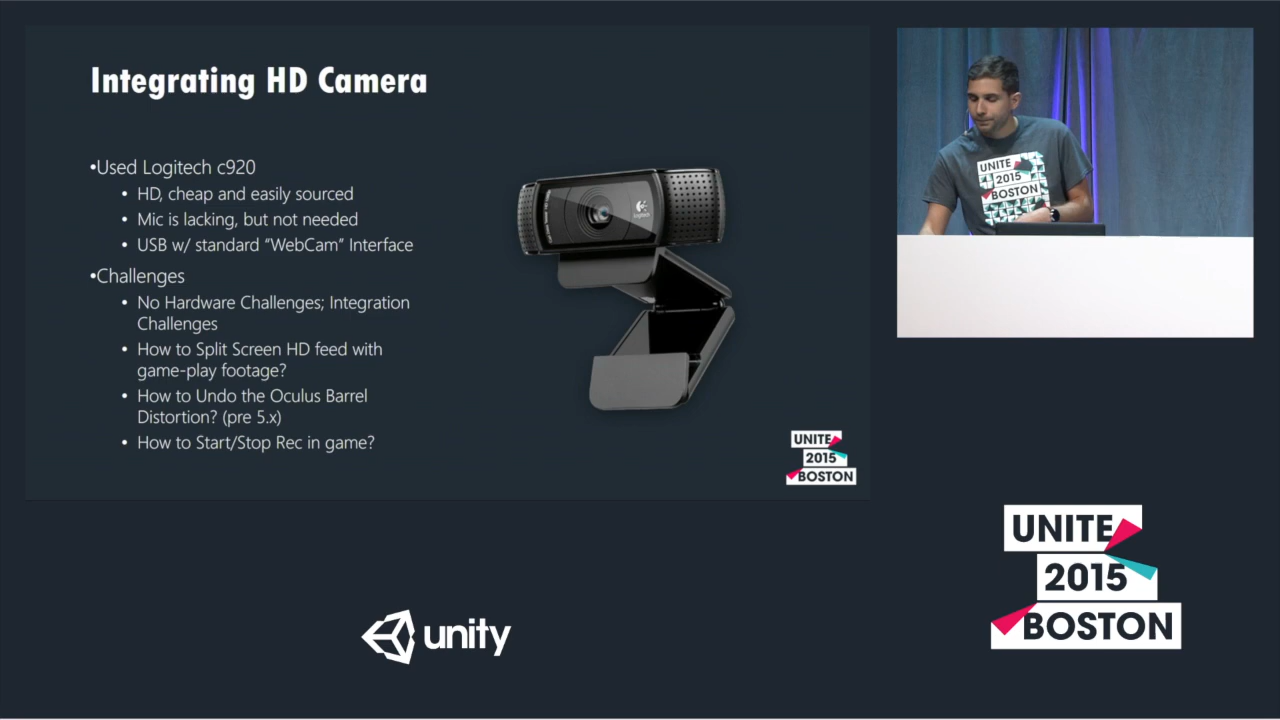 Integrating HD Camera
•Used Logitech c920
• HD, cheap and easily sourced
• Mic is lacking, but not needed
• USB w/ standard “WebCam” Interface
•Challenges
• No Hardware Challenges; Integration
Challenges
• How to Split Screen HD feed with
game-play footage?
• How to Undo the Oculus Barrel
Distortion? (pre 5.x)
• How to Start/Stop Rec in game?
Logitech
UNITE
2015
BOSTON
UNITE
2015
BOSTON
UNITE
2015
BOSTON
unity